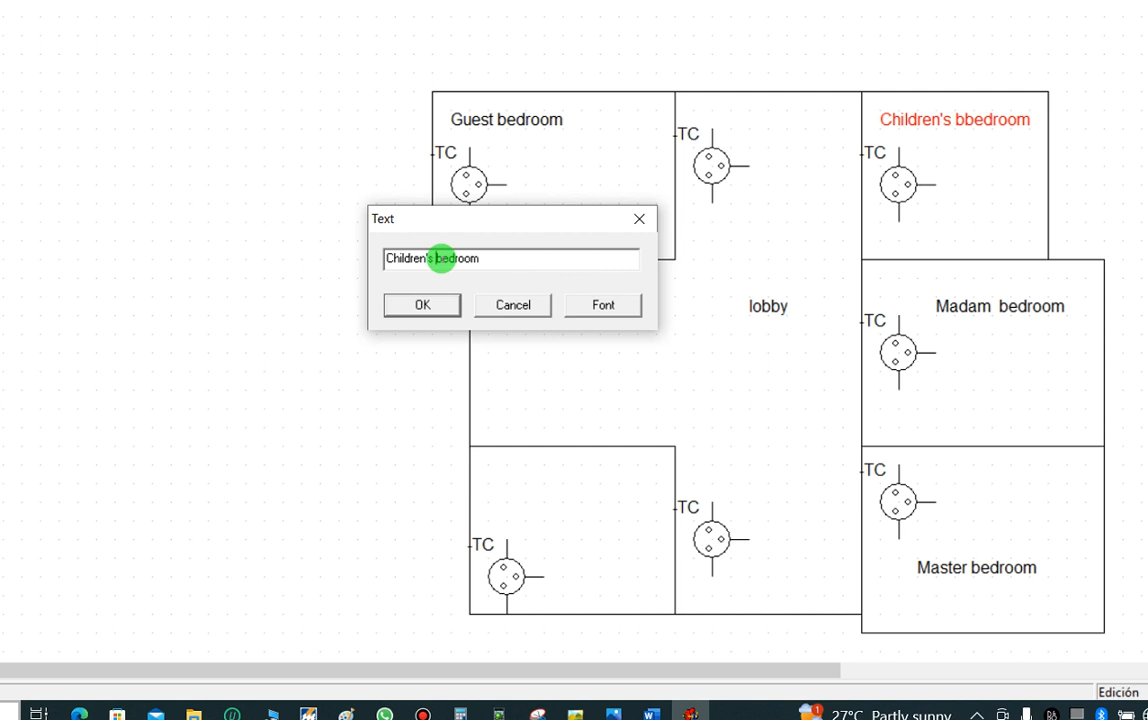 Guest bedroom
Children's bbedroom
TC
TC
TC
Text
Children's bedroom
OK
Cancel
Font
lobby
Madam bedroom
TC
TC
TC
TC
Master bedroom
Edición
1
27°C Partly sunny